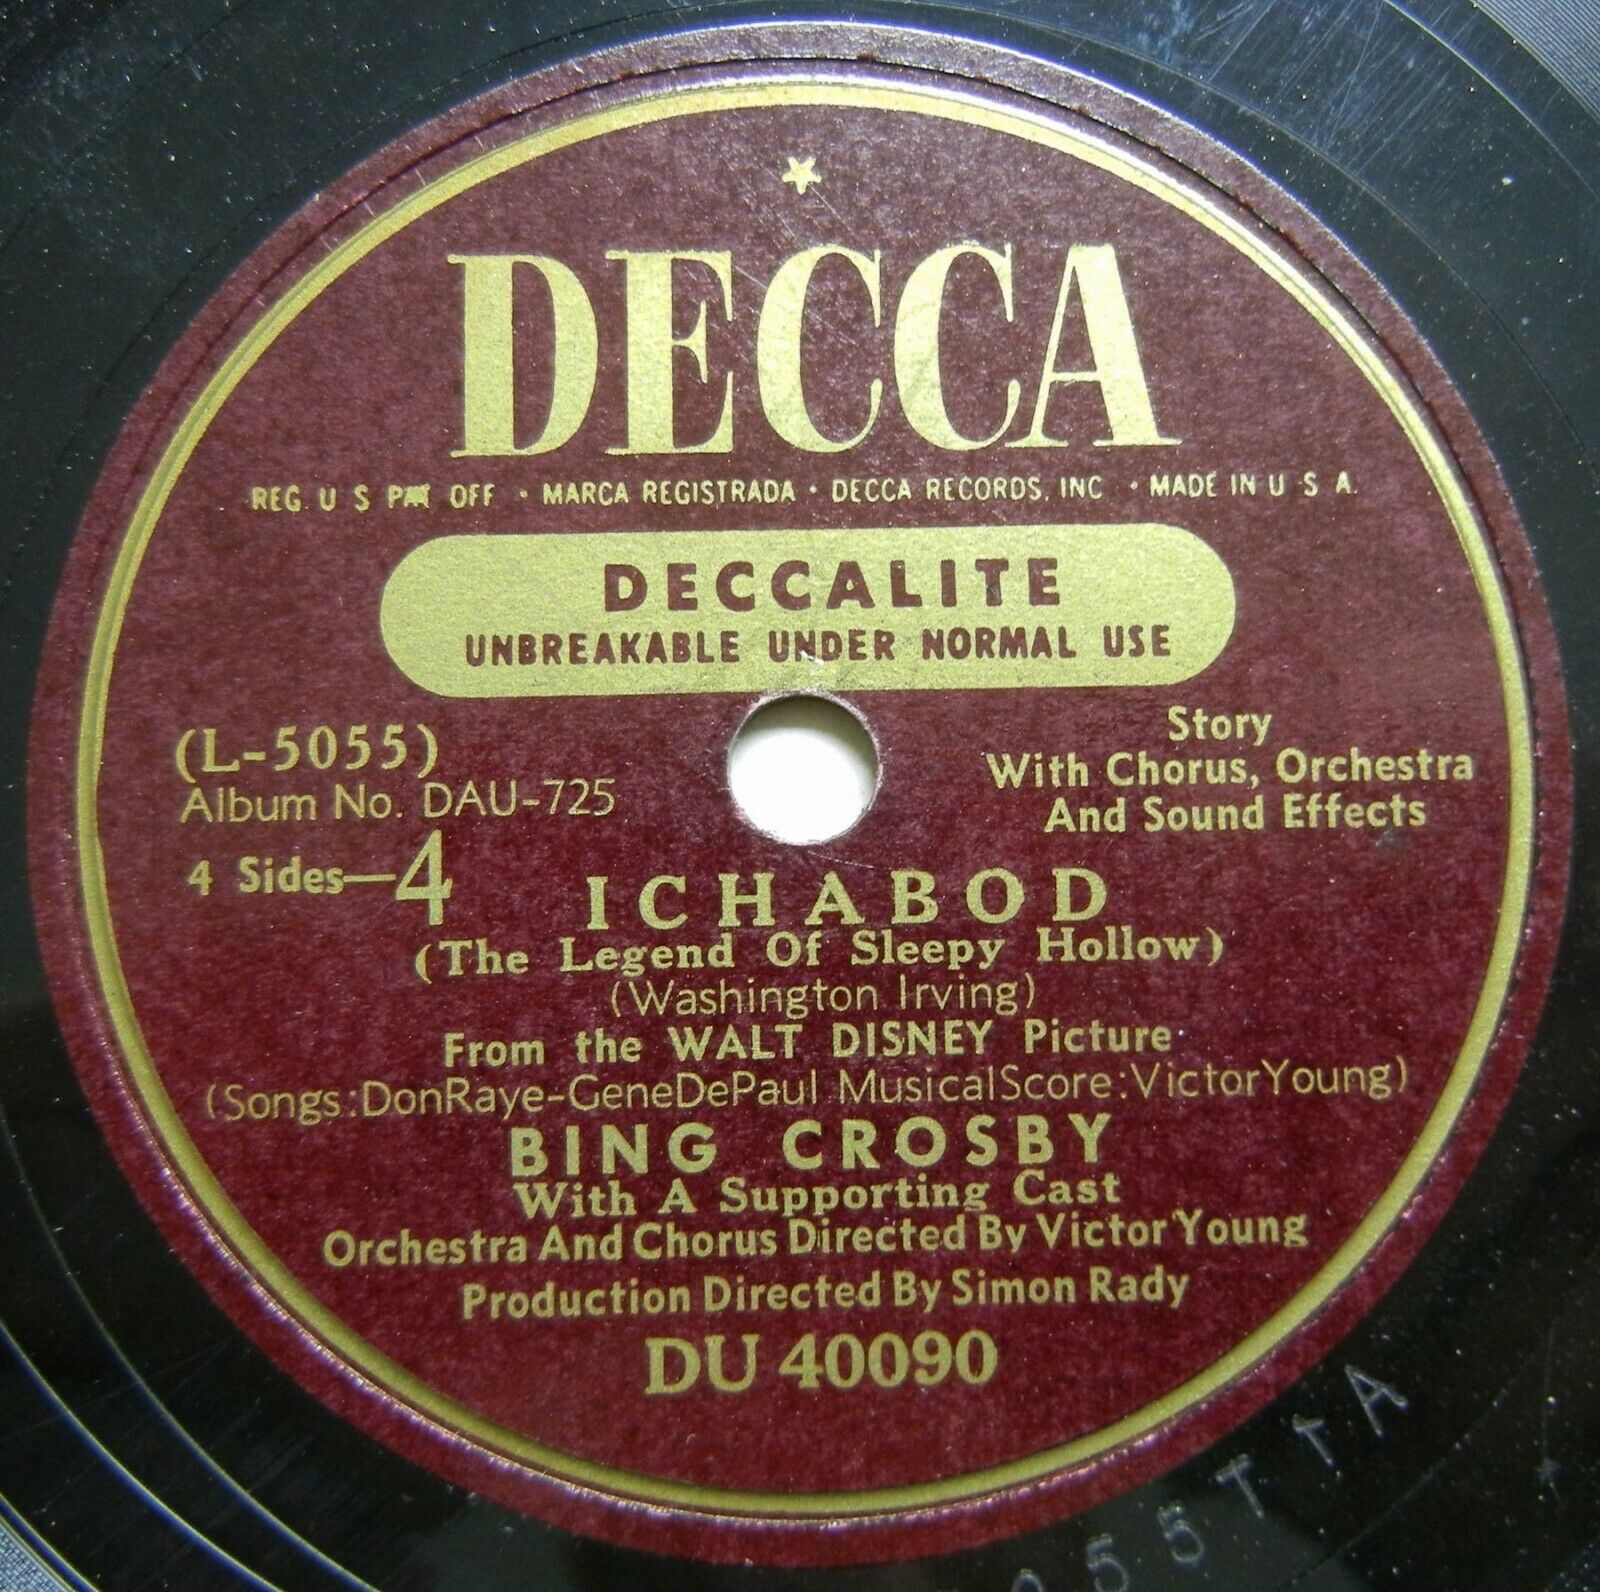 DECCA
REG. U S PAT OFF • MARCA REGISTRADA • DECCA RECORDS, INC • MADE IN U S A.
DECCALITE
UNBREAKABLE UNDER NORMAL USE
(L-5055)
Album No. DAU-725
4 Sides—4
Story
With Chorus, Orchestra
And Sound Effects
ICHABOD
(The Legend Of Sleepy Hollow)
(Washington Irving)
From the WALT DISNEY Picture
(Songs:DonRaye-GeneDePaul MusicalScore:VictorYoung)
BING CROSBY
With A Supporting Cast
Orchestra And Chorus Directed By Victor Young
Production Directed By Simon Rady
DU 40090
055T1A